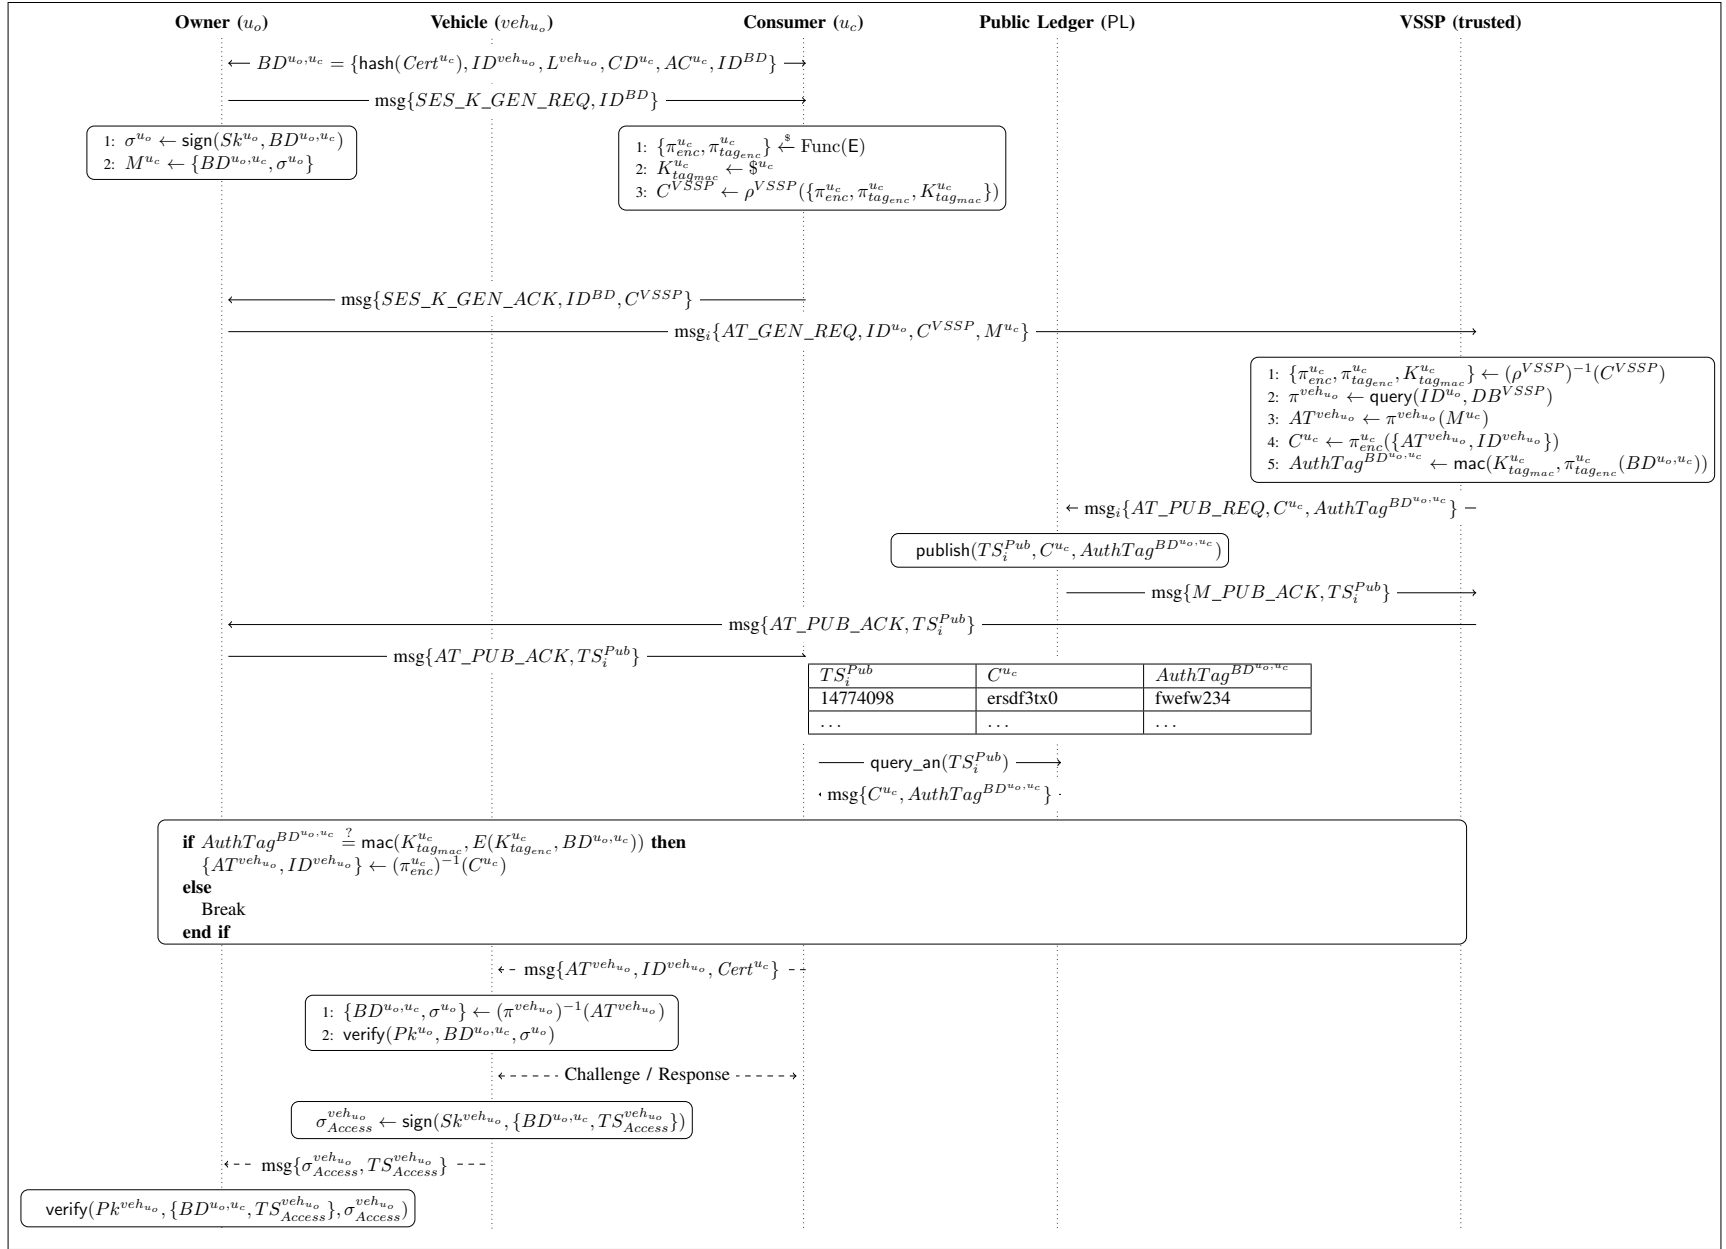 Owner (u_o) Vehicle (veh_{u_o}) Consumer (u_c) Public Ledger (PL) VSSP (trusted)
BD^{u_o,u_c} = {hash(Cert^{u_c}), ID^{veh_{u_o}}, L^{veh_{u_o}}, CD^{u_c}, AC^{u_c}, ID^{BD}}
msg{SES_K_GEN_REQ, ID^{BD}}
1: σ^{u_o} ← sign(Sk^{u_o}, BD^{u_o,u_c})
2: M^{u_c} ← {BD^{u_o,u_c}, σ^{u_o}}
1: {π^{u_c}_{enc}, π^{u_c}_{tag_{enc}}} ←$ Func(E)
2: K^{u_c}_{tag_{mac}} ← $^{u_c}
3: C^{VSSP} ← ρ^{VSSP}({π^{u_c}_{enc}, π^{u_c}_{tag_{enc}}, K^{u_c}_{tag_{mac}}})
msg{SES_K_GEN_ACK, ID^{BD}, C^{VSSP}}
msg_i{AT_GEN_REQ, ID^{u_o}, C^{VSSP}, M^{u_c}}
1: {π^{u_c}_{enc}, π^{u_c}_{tag_{enc}}, K^{u_c}_{tag_{mac}}} ← (ρ^{VSSP})^{-1}(C^{VSSP})
2: π^{veh_{u_o}} ← query(ID^{u_o}, DB^{VSSP})
3: AT^{veh_{u_o}} ← π^{veh_{u_o}}(M^{u_c})
4: C^{u_c} ← π^{u_c}_{enc}({AT^{veh_{u_o}}, ID^{veh_{u_o}}})
5: AuthTag^{BD^{u_o,u_c}} ← mac(K^{u_c}_{tag_{mac}}, π^{u_c}_{tag_{enc}}(BD^{u_o,u_c}))
msg_i{AT_PUB_REQ, C^{u_c}, AuthTag^{BD^{u_o,u_c}}}
publish(TS^{Pub}_i, C^{u_c}, AuthTag^{BD^{u_o,u_c}})
msg{M_PUB_ACK, TS^{Pub}_i}
msg{AT_PUB_ACK, TS^{Pub}_i}
msg{AT_PUB_ACK, TS^{Pub}_i}
TS^{Pub}_i C^{u_c} AuthTag^{BD^{u_o,u_c}}
14774098 ersdf3tx0 fwefw234
... ... ...
query_an(TS^{Pub}_i)
msg{C^{u_c}, AuthTag^{BD^{u_o,u_c}}}
if AuthTag^{BD^{u_o,u_c}} ≟ mac(K^{u_c}_{tag_{mac}}, E(K^{u_c}_{tag_{enc}}, BD^{u_o,u_c})) then
{AT^{veh_{u_o}}, ID^{veh_{u_o}}} ← (π^{u_c}_{enc})^{-1}(C^{u_c})
else
Break
end if
msg{AT^{veh_{u_o}}, ID^{veh_{u_o}}, Cert^{u_c}}
1: {BD^{u_o,u_c}, σ^{u_o}} ← (π^{veh_{u_o}})^{-1}(AT^{veh_{u_o}})
2: verify(Pk^{u_o}, BD^{u_o,u_c}, σ^{u_o})
Challenge / Response
σ^{veh_{u_o}}_{Access} ← sign(Sk^{veh_{u_o}}, {BD^{u_o,u_c}, TS^{veh_{u_o}}_{Access}})
msg{σ^{veh_{u_o}}_{Access}, TS^{veh_{u_o}}_{Access}}
verify(Pk^{veh_{u_o}}, {BD^{u_o,u_c}, TS^{veh_{u_o}}_{Access}}, σ^{veh_{u_o}}_{Access})